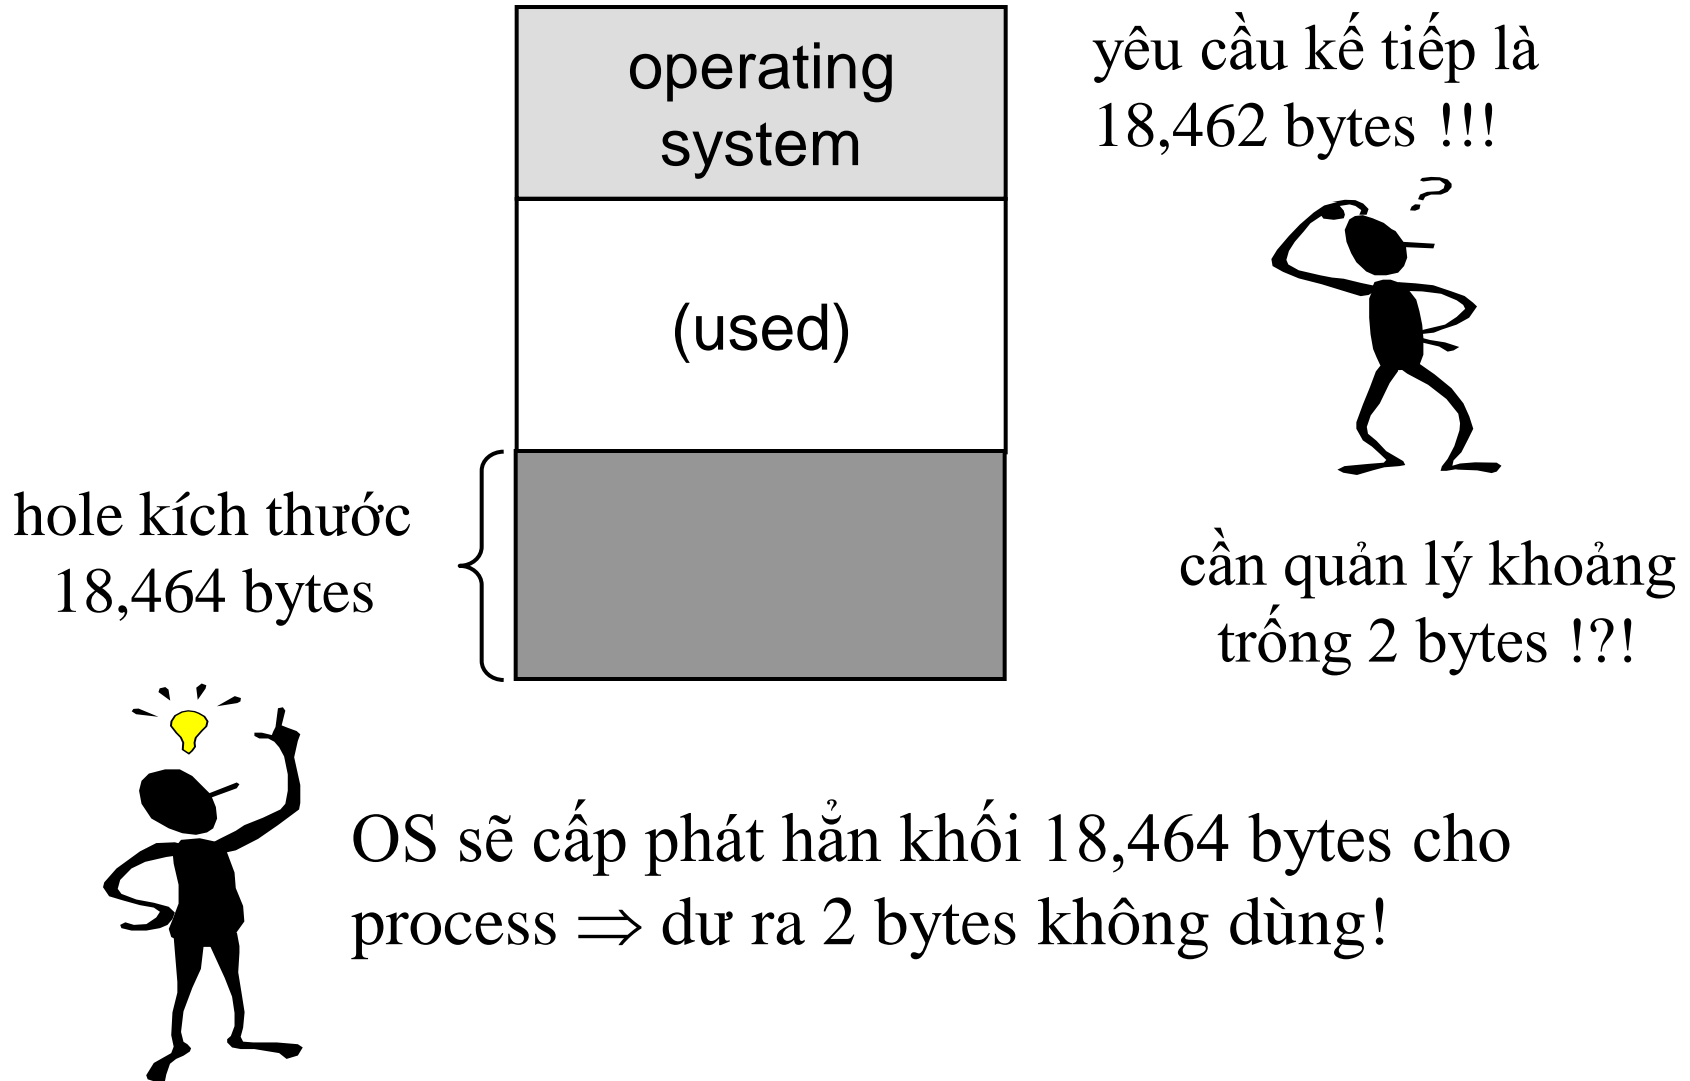 operating
system
yêu cầu kế tiếp là
18,462 bytes !!!
?
(used)
hole kích thước
18,464 bytes
cần quản lý khoảng
trống 2 bytes !?!
OS sẽ cấp phát hẳn khối 18,464 bytes cho
process ⇒ dư ra 2 bytes không dùng!